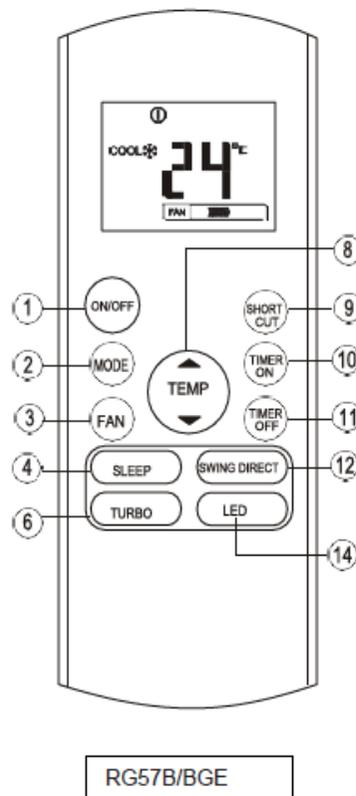 COOL 24°C
FAN
8
1 ON/OFF SHORT CUT 9
2 MODE TEMP TIMER ON 10
3 FAN TIMER OFF 11
4 SLEEP SWING DIRECT 12
6 TURBO LED 14
RG57B/BGE